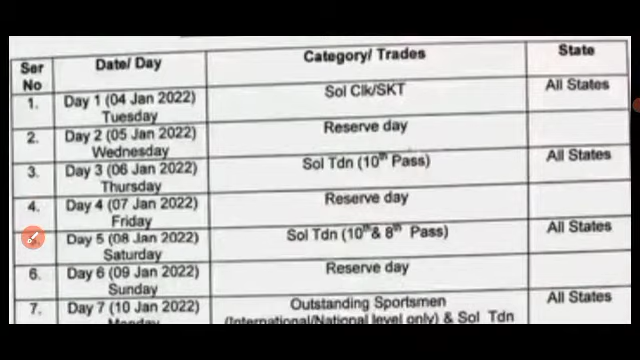 Ser No | Date/ Day | Category/ Trades | State
1. | Day 1 (04 Jan 2022) Tuesday | Sol Clk/SKT | All States
2. | Day 2 (05 Jan 2022) Wednesday | Reserve day
3. | Day 3 (06 Jan 2022) Thursday | Sol Tdn (10th Pass) | All States
4. | Day 4 (07 Jan 2022) Friday | Reserve day
Day 5 (08 Jan 2022) Saturday | Sol Tdn (10th & 8th Pass) | All States
6. | Day 6 (09 Jan 2022) Sunday | Reserve day
7. | Day 7 (10 Jan 2022) Monday | Outstanding Sportsmen (International/National level only) & Sol Tdn | All States